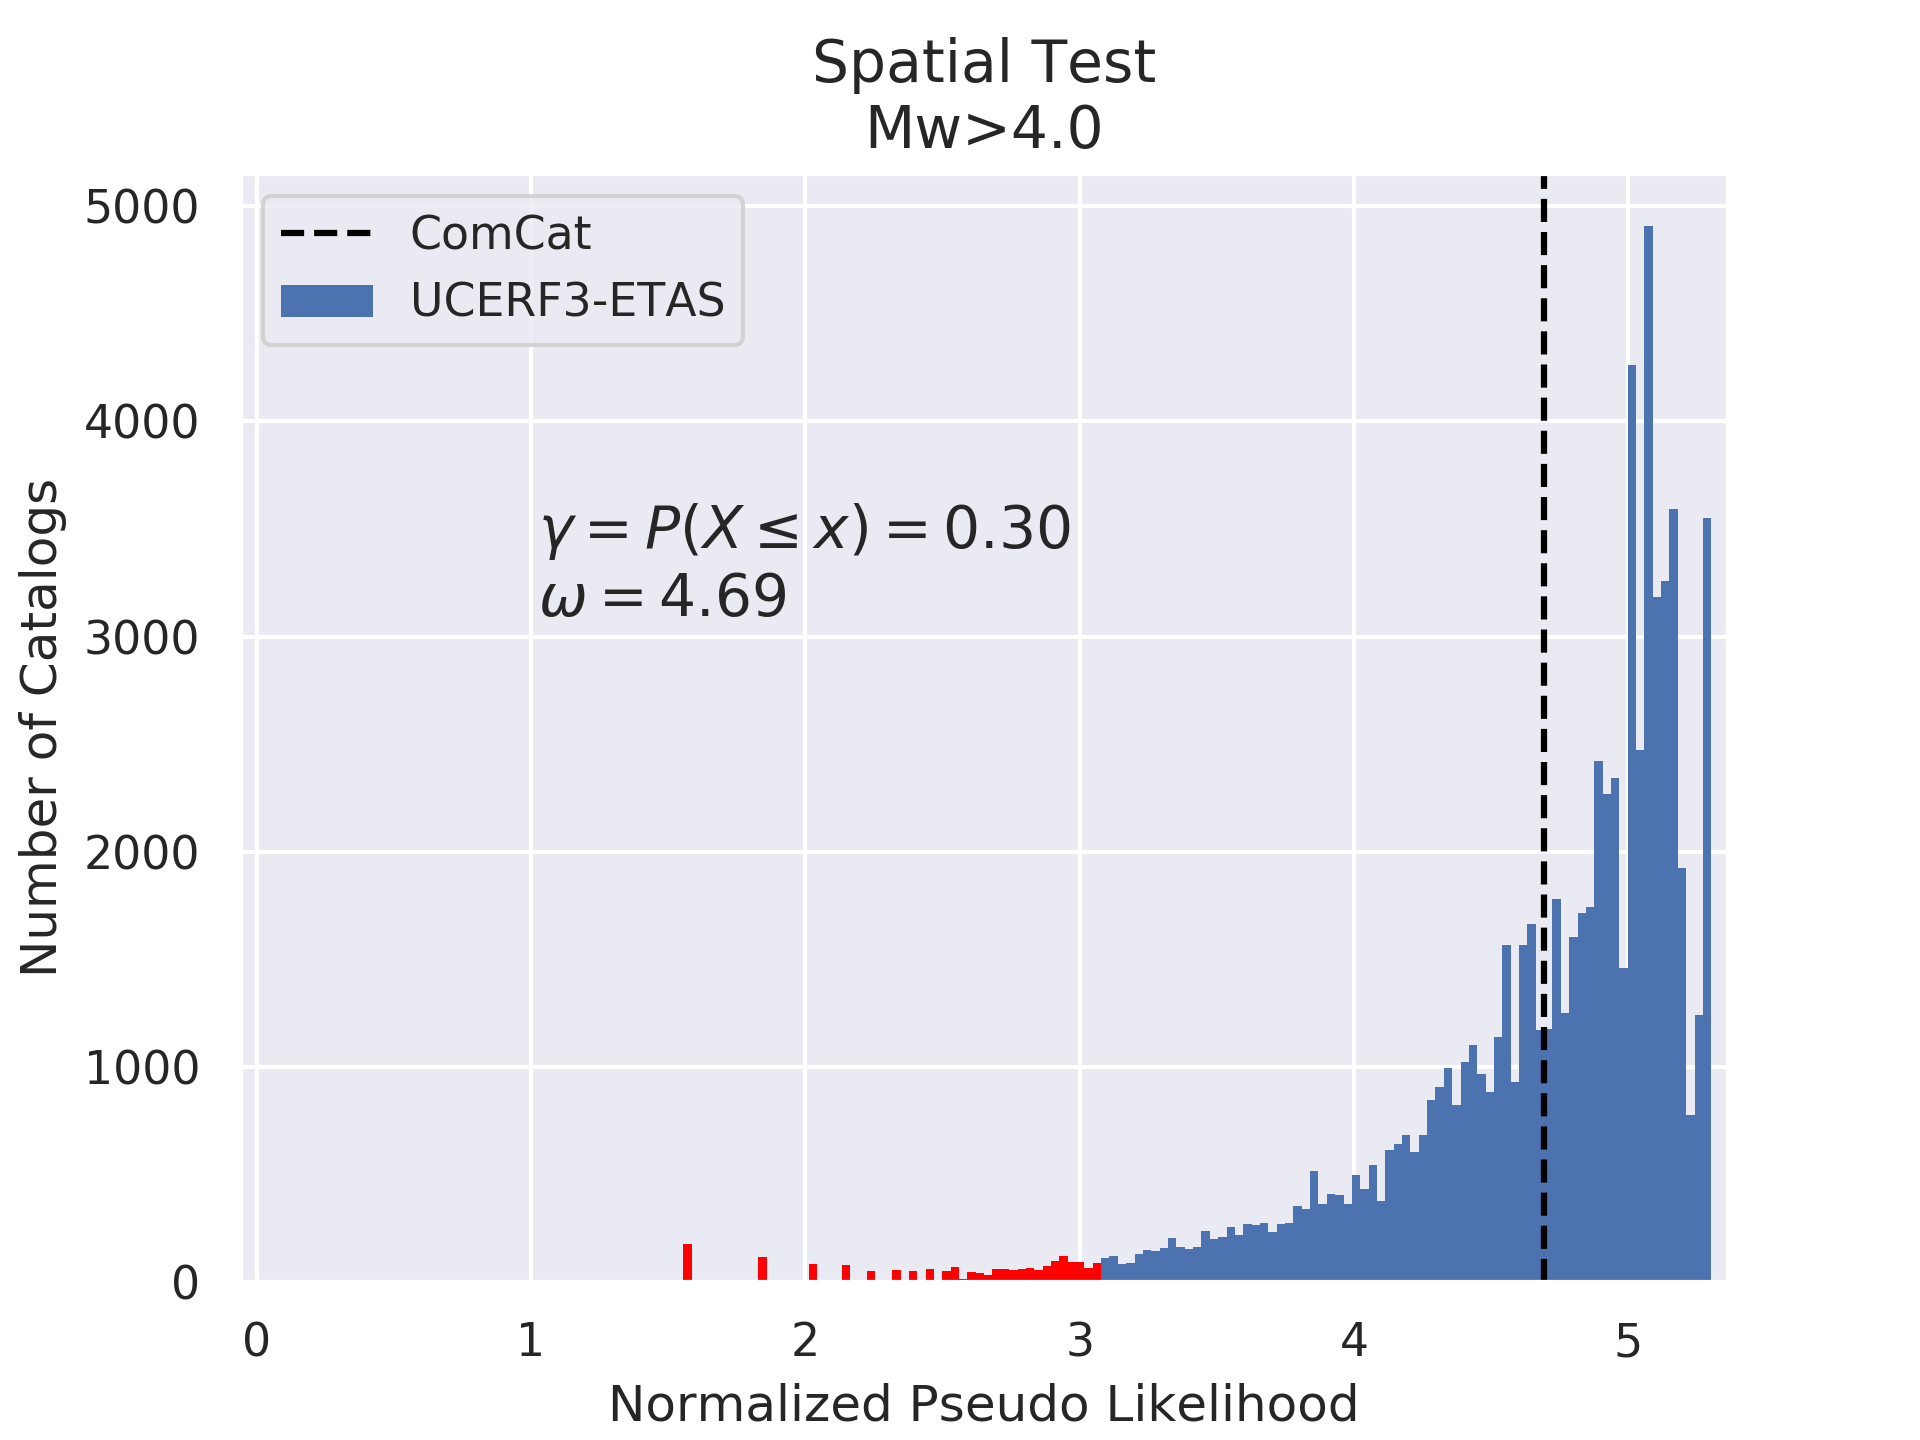 Spatial Test
Mw>4.0
5000
4000
3000
2000
1000
0
Number of Catalogs
ComCat
UCERF3-ETAS
γ = P(X ≤ x) = 0.30
ω = 4.69
0 1 2 3 4 5
Normalized Pseudo Likelihood